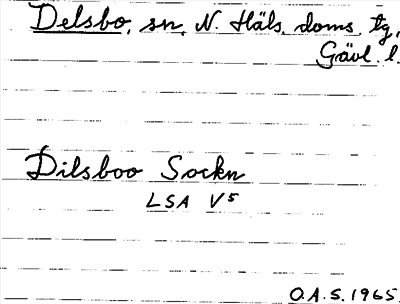 Delsbo, sn, N. Häls. doms. tg,
Gävl. l.
Dilsboo Sockn
LSA V⁵
O.A.S. 1965.